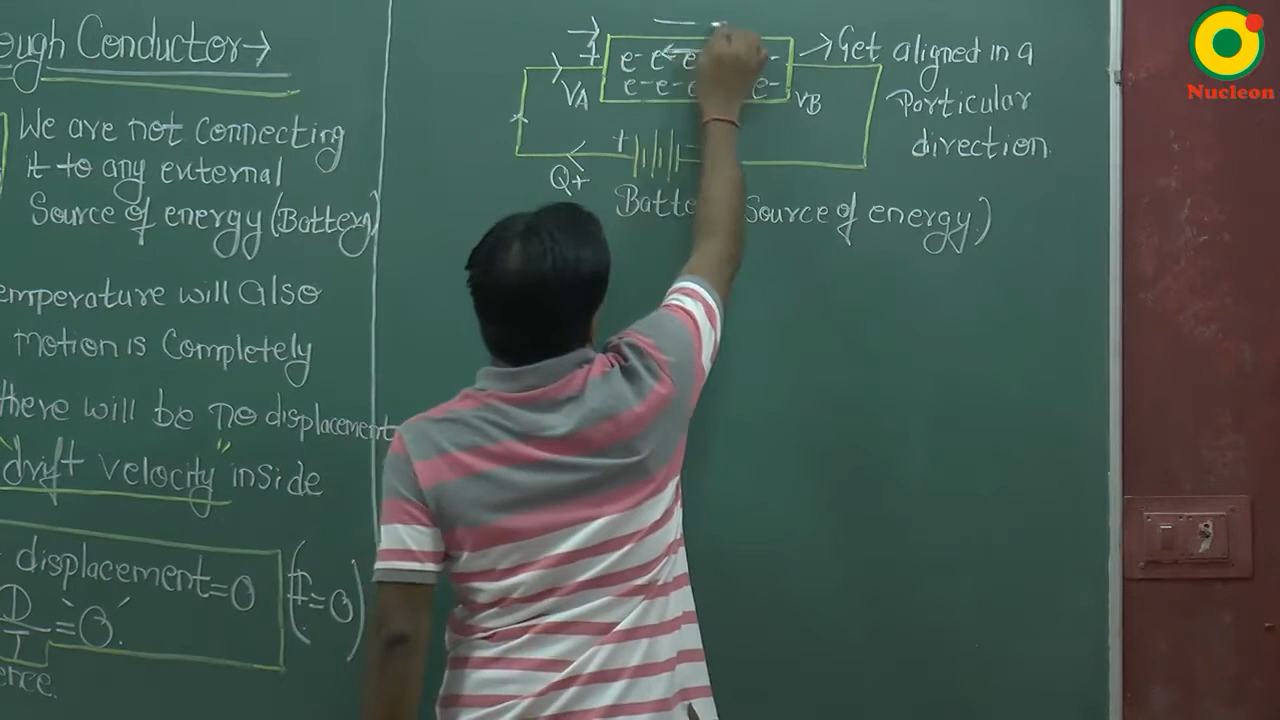 ough Conductor→
We are not connecting
it to any external
Source of energy (Battery)
emperature will also
motion is completely
there will be no displacement
"drift velocity" inside
displacement=0
(I=0)
D
T
=0
ence.
I
e- e- e-
e- e- e-
e-
VA
VB
+
Q+
Source of energy)
→Get aligned in a
Particular
direction.
Nucleon